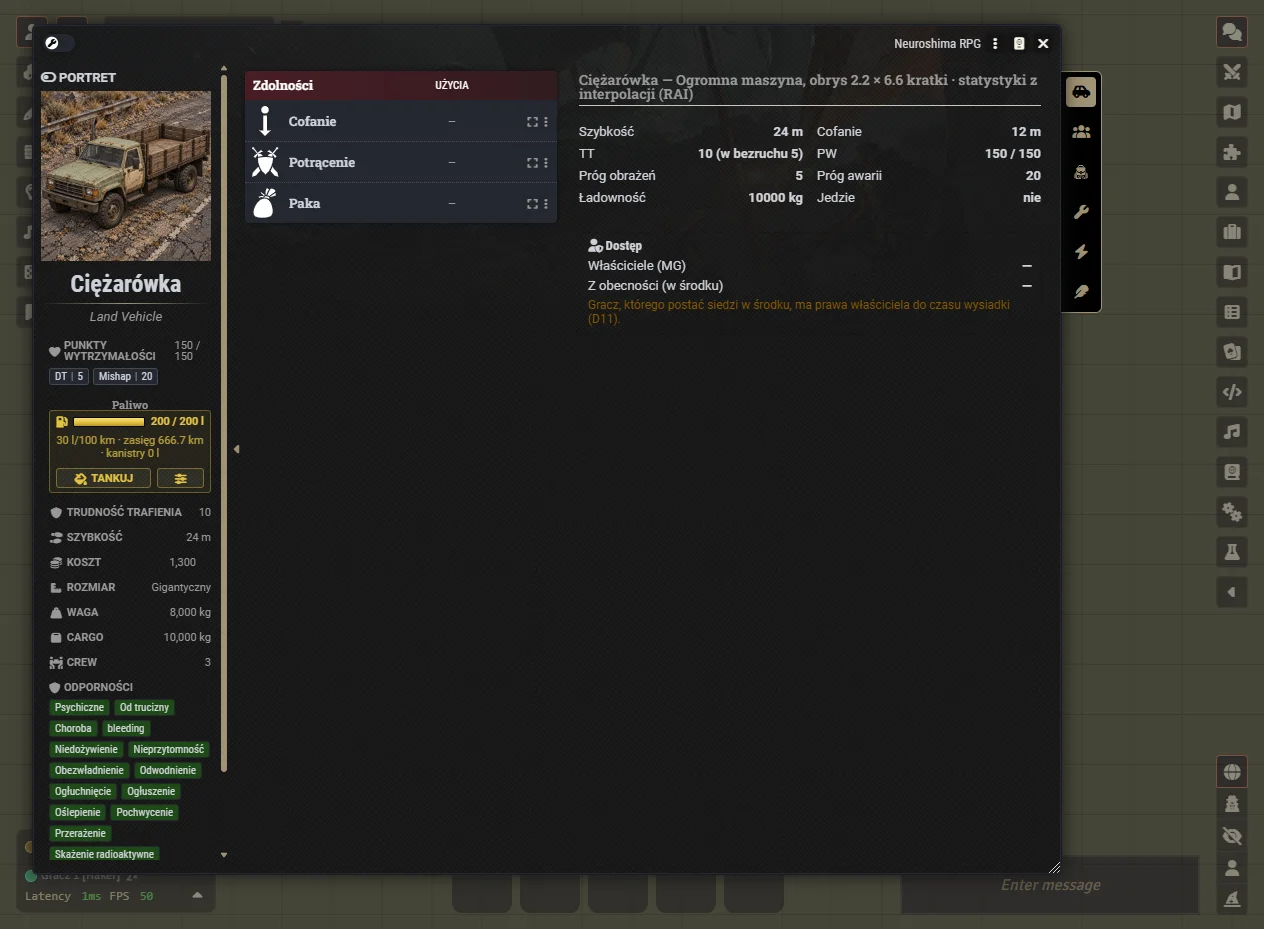 Neuroshima RPG
PORTRET
Ciężarówka
Land Vehicle
PUNKTY WYTRZYMAŁOŚCI 150 / 150
DT | 5 Mishap | 20
Paliwo
200 / 200 l
30 l/100 km · zasięg 666.7 km
· kanistry 0 l
TANKUJ
TRUDNOŚĆ TRAFIENIA 10
SZYBKOŚĆ 24 m
KOSZT 1,300
ROZMIAR Gigantyczny
WAGA 8,000 kg
CARGO 10,000 kg
CREW 3
ODPORNOŚCI
Psychiczne Od trucizny
Choroba bleeding
Niedożywienie Nieprzytomność
Obezwładnienie Odwodnienie
Ogłuchnięcie Ogłuszenie
Oślepienie Pochwycenie
Przerażenie
Skażenie radioaktywne
Zdolności UŻYCIA
Cofanie –
Potrącenie –
Paka –
Ciężarówka — Ogromna maszyna, obrys 2.2 × 6.6 kratki · statystyki z
interpolacji (RAI)
Szybkość 24 m Cofanie 12 m
TT 10 (w bezruchu 5) PW 150 / 150
Próg obrażeń 5 Próg awarii 20
Ładowność 10000 kg Jedzie nie
Dostęp
Właściciele (MG) —
Z obecności (w środku) —
Gracz, którego postać siedzi w środku, ma prawa właściciela do czasu wysiadki
(D11).
Latency 1ms FPS 50
Enter message